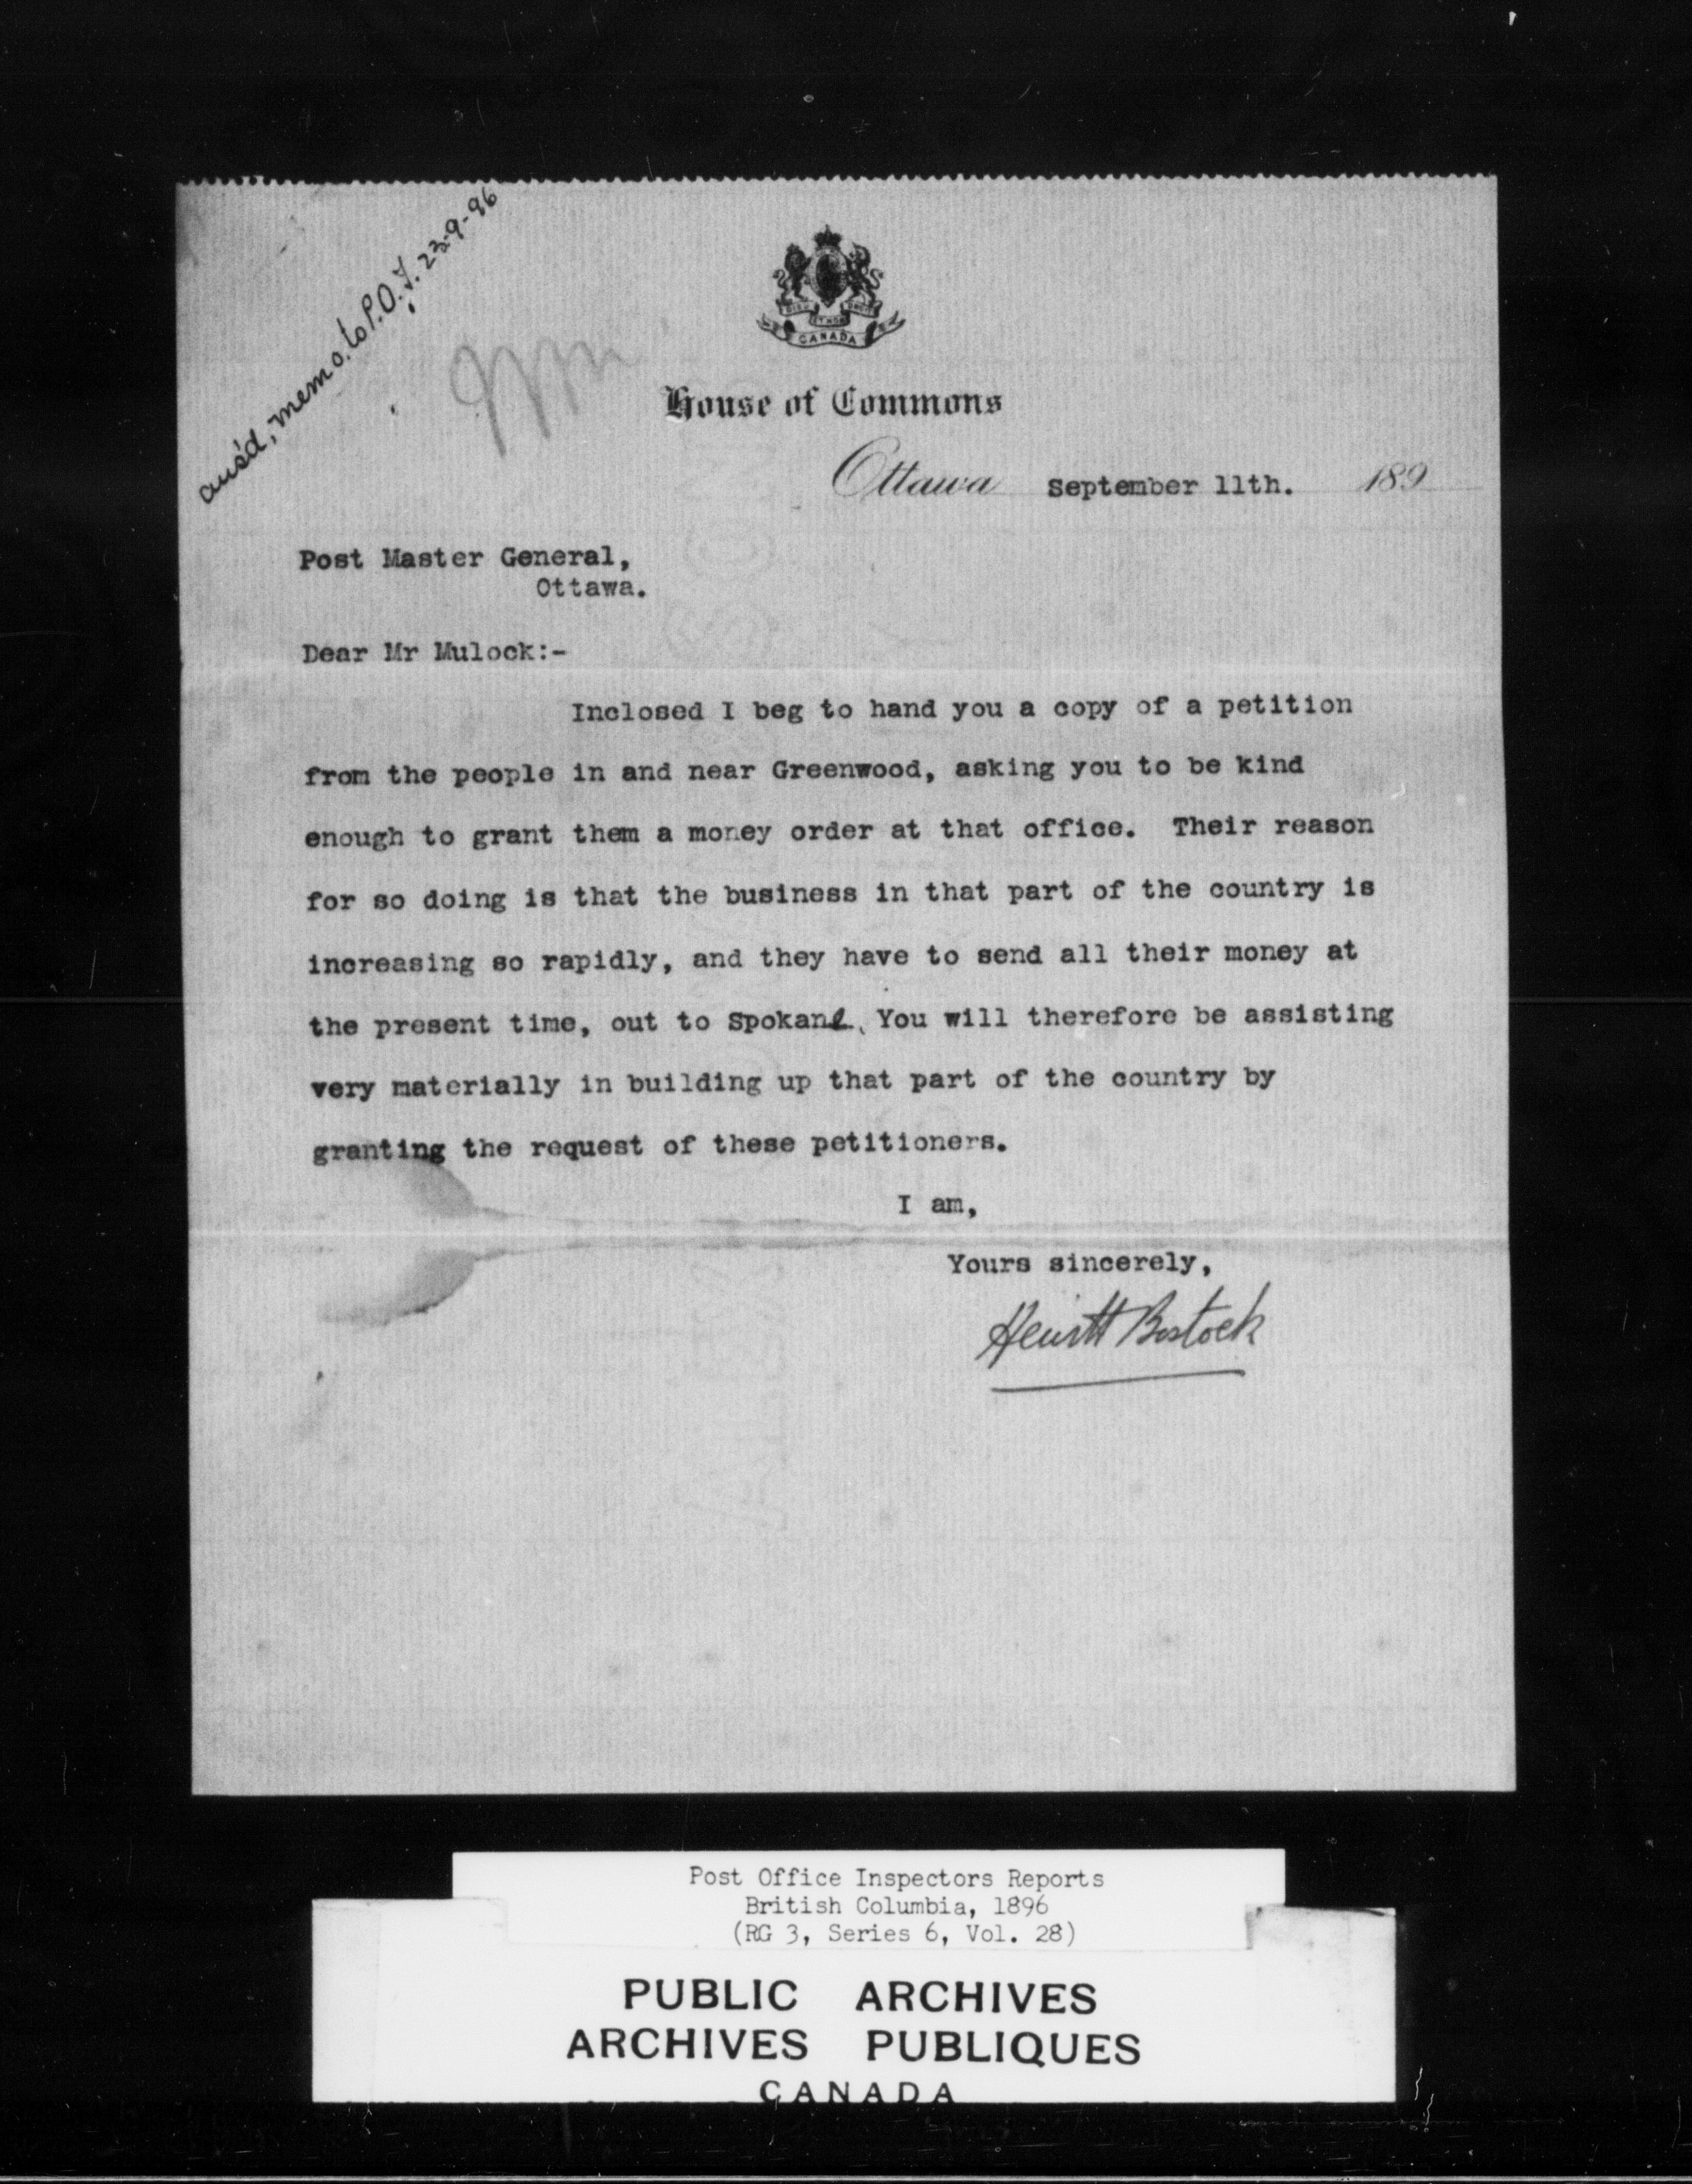 ans'd, memo. to P.O.I. 23-9-96
CANADA
House of Commons
Ottawa September 11th. 189
Post Master General,
Ottawa.
Dear Mr Mulock:-
Inclosed I beg to hand you a copy of a petition
from the people in and near Greenwood, asking you to be kind
enough to grant them a money order at that office. Their reason
for so doing is that the business in that part of the country is
increasing so rapidly, and they have to send all their money at
the present time, out to Spokane. You will therefore be assisting
very materially in building up that part of the country by
granting the request of these petitioners.
I am,
Yours sincerely,
Hewitt Bostock
Post Office Inspectors Reports
British Columbia, 1896
(RG 3, Series 6, Vol. 28)
PUBLIC ARCHIVES
ARCHIVES PUBLIQUES
CANADA